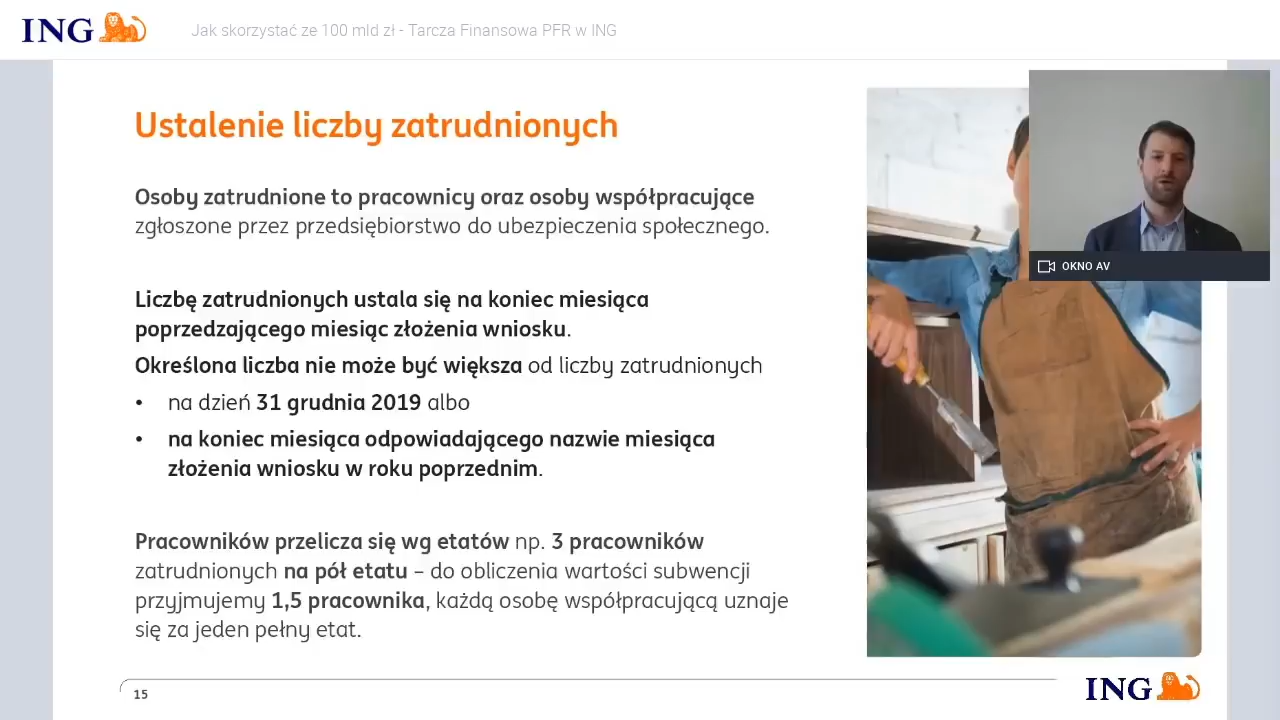 ING
Jak skorzystać ze 100 mld zł - Tarcza Finansowa PFR w ING
Ustalenie liczby zatrudnionych
Osoby zatrudnione to pracownicy oraz osoby współpracujące
zgłoszone przez przedsiębiorstwo do ubezpieczenia społecznego.
OKNO AV
Liczbę zatrudnionych ustala się na koniec miesiąca
poprzedzającego miesiąc złożenia wniosku.
Określona liczba nie może być większa od liczby zatrudnionych
• na dzień 31 grudnia 2019 albo
• na koniec miesiąca odpowiadającego nazwie miesiąca
złożenia wniosku w roku poprzednim.
Pracowników przelicza się wg etatów np. 3 pracowników
zatrudnionych na pół etatu – do obliczenia wartości subwencji
przyjmujemy 1,5 pracownika, każdą osobę współpracującą uznaje
się za jeden pełny etat.
15
ING